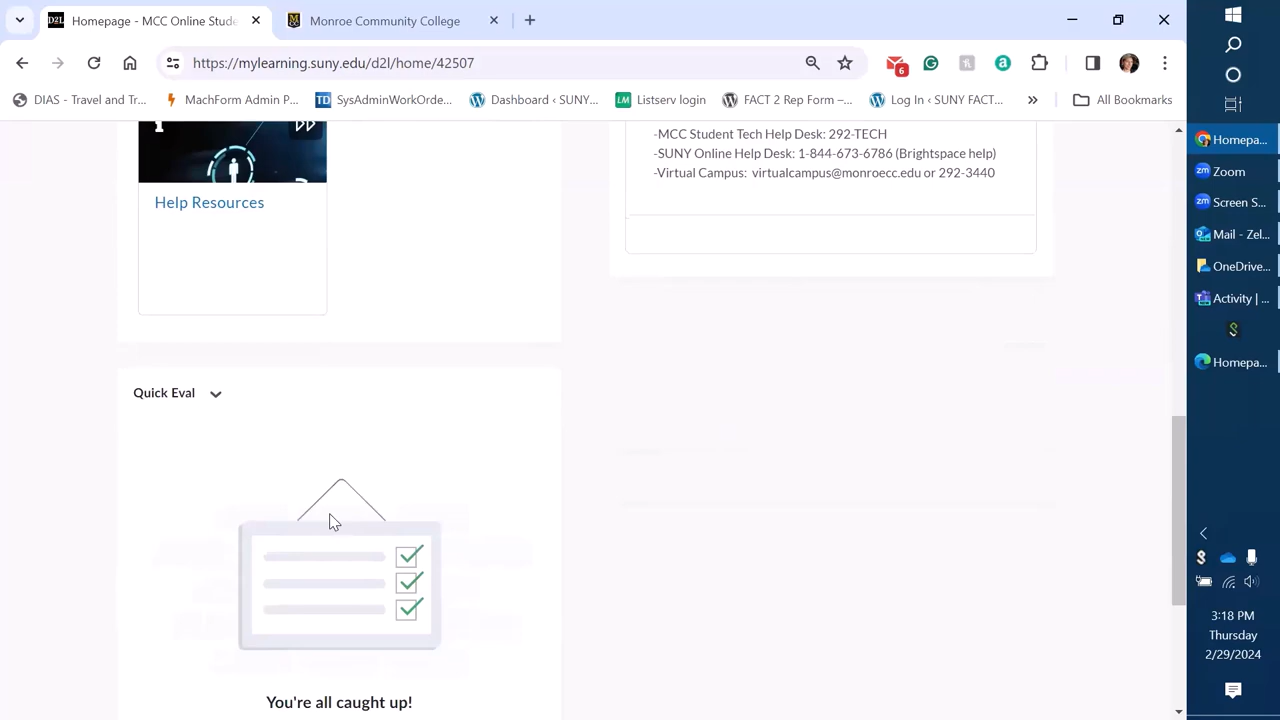 Homepage - MCC Online Stude
Monroe Community College
https://mylearning.suny.edu/d2l/home/42507
6
DIAS - Travel and Tr...
MachForm Admin P...
SysAdminWorkOrde...
Dashboard ‹ SUNY...
Listserv login
FACT 2 Rep Form –...
Log In ‹ SUNY FACT...
»
All Bookmarks
-MCC Student Tech Help Desk: 292-TECH
-SUNY Online Help Desk: 1-844-673-6786 (Brightspace help)
-Virtual Campus: virtualcampus@monroecc.edu or 292-3440
Help Resources
Quick Eval
You're all caught up!
Homepa...
Zoom
Screen S...
Mail - Zel...
OneDrive...
Activity | ...
Homepa...
3:18 PM
Thursday
2/29/2024